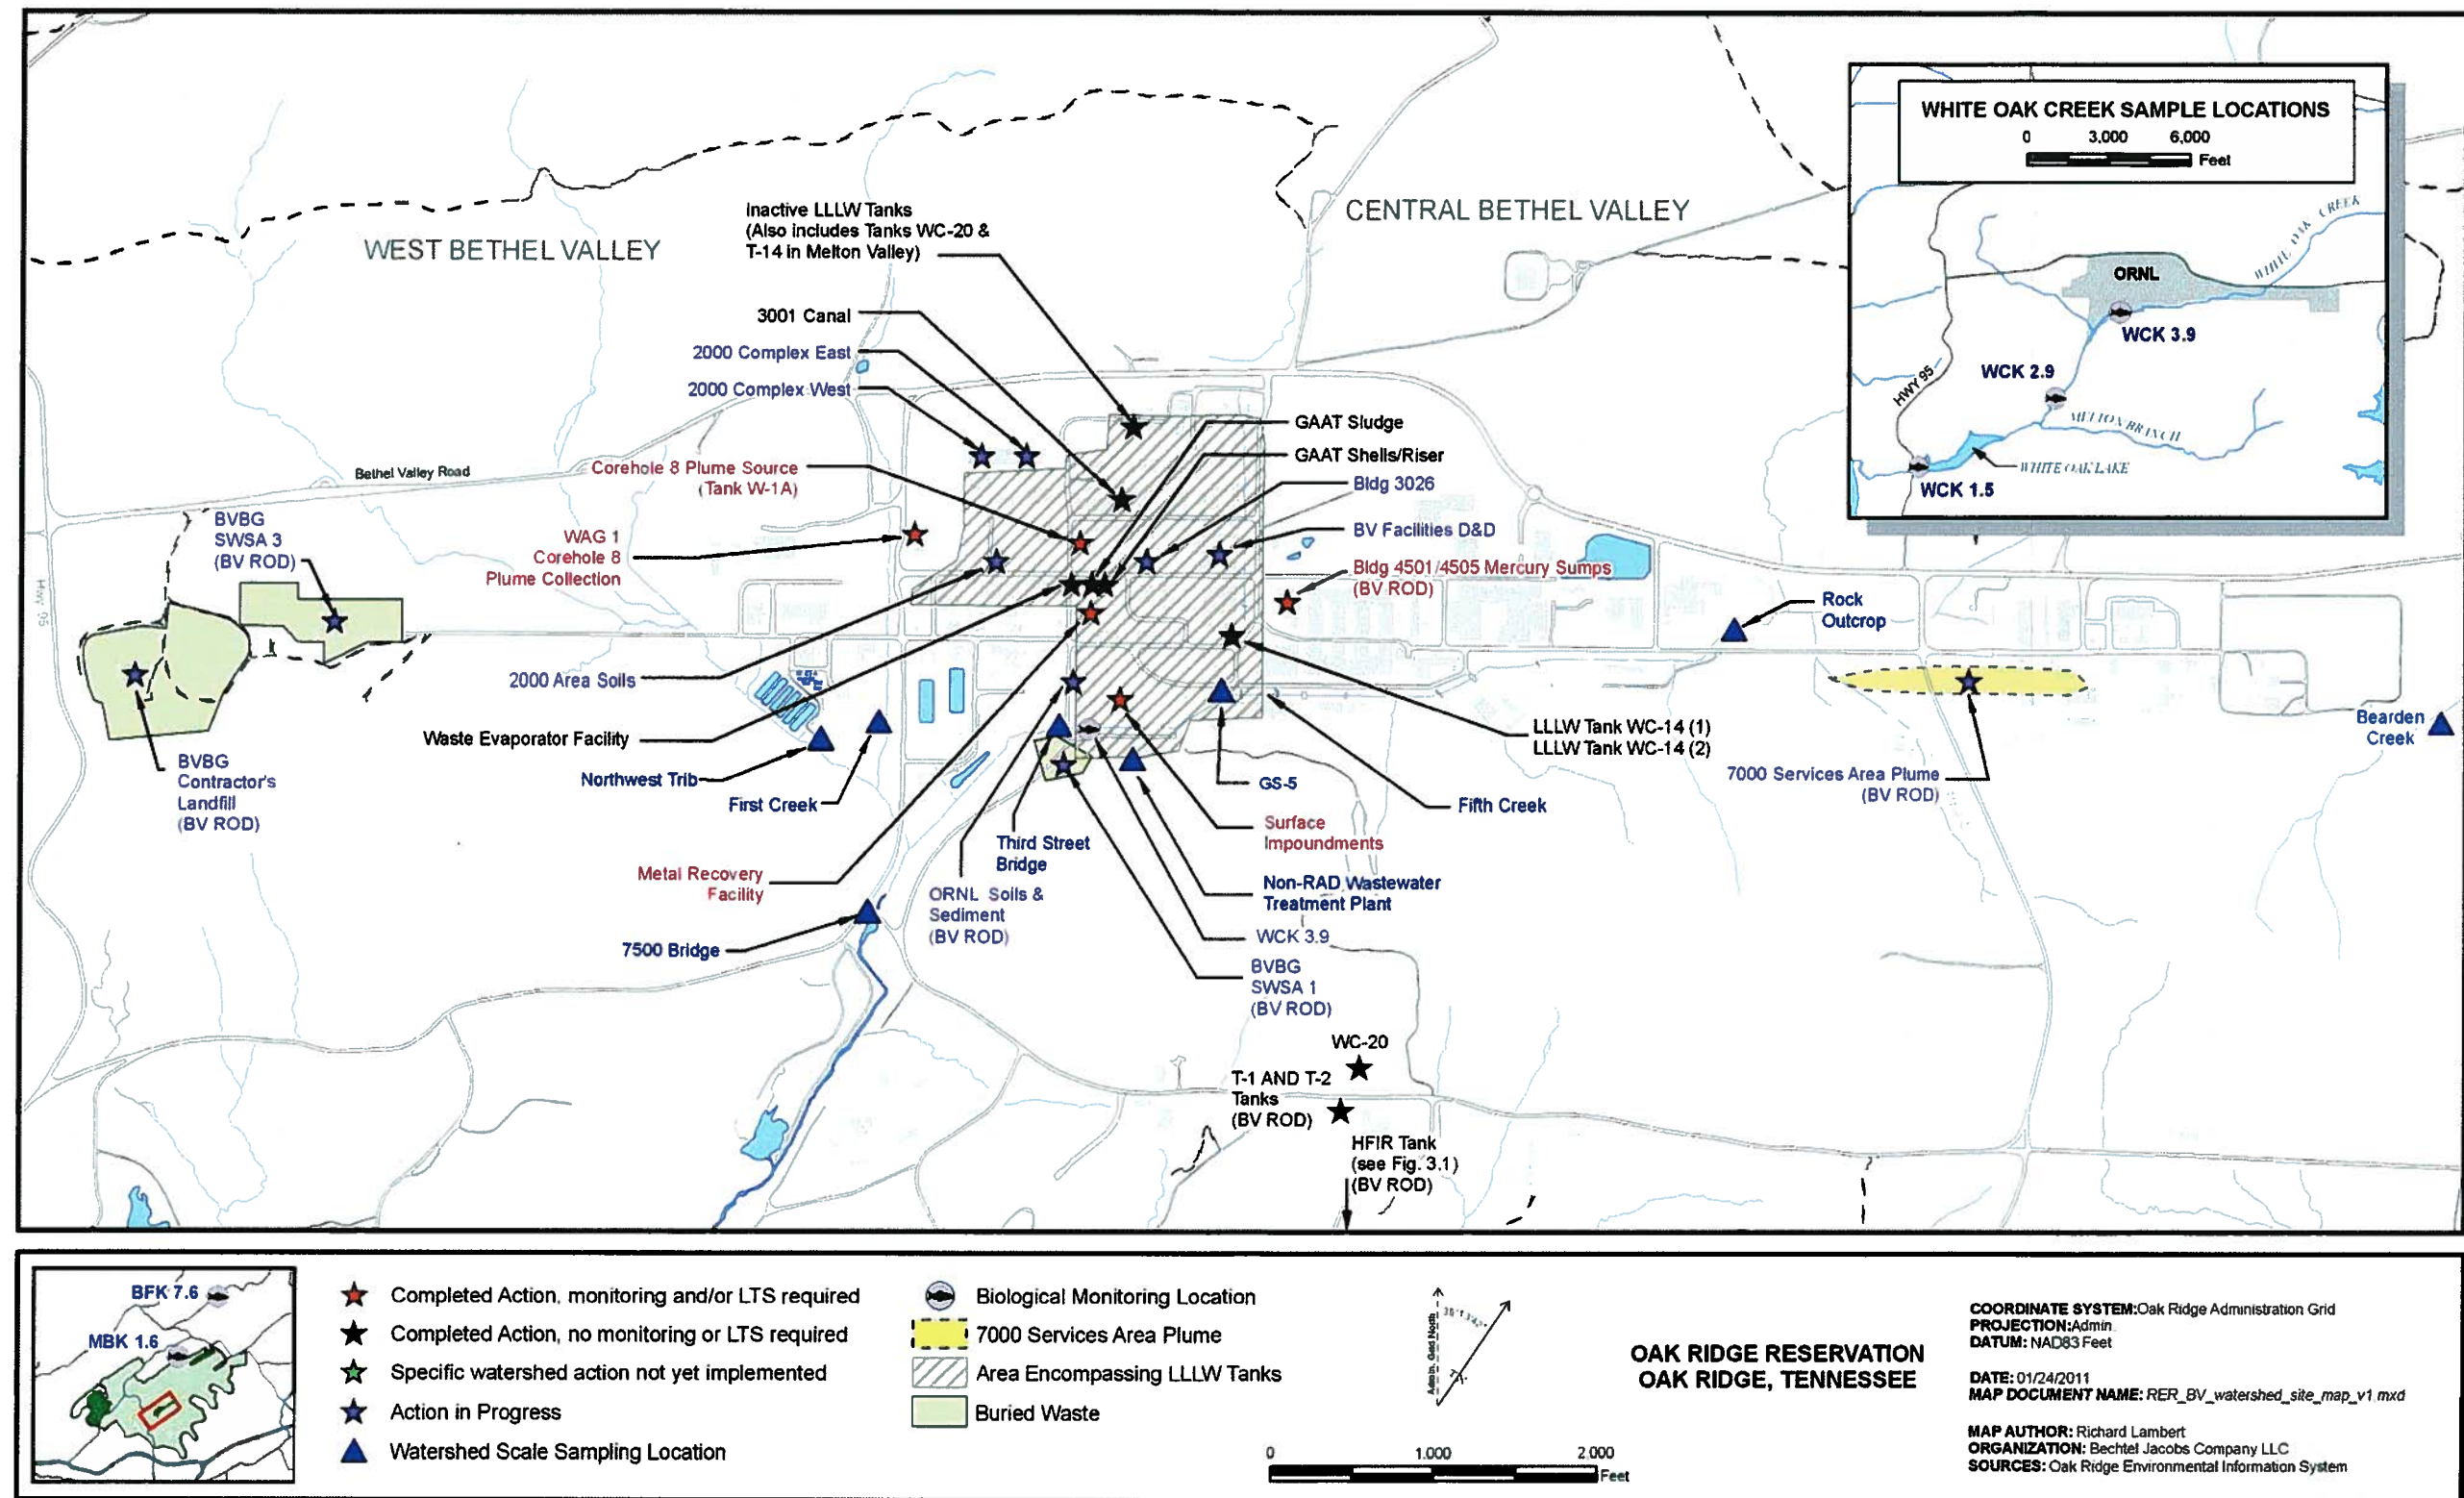 WEST BETHEL VALLEY
CENTRAL BETHEL VALLEY
Inactive LLLW Tanks
(Also includes Tanks WC-20 &
T-14 in Melton Valley)
3001 Canal
2000 Complex East
2000 Complex West
Corehole 8 Plume Source
(Tank W-1A)
Bethel Valley Road
WAG 1
Corehole 8
Plume Collection
BVBG
SWSA 3
(BV ROD)
Hwy 95
2000 Area Soils
Waste Evaporator Facility
BVBG
Contractor's
Landfill
(BV ROD)
Northwest Trib
First Creek
Metal Recovery
Facility
7500 Bridge
ORNL Soils &
Sediment
(BV ROD)
Third Street
Bridge
GAAT Sludge
GAAT Shells/Riser
Bldg 3026
BV Facilities D&D
Bldg 4501/4505 Mercury Sumps
(BV ROD)
Rock
Outcrop
LLLW Tank WC-14 (1)
LLLW Tank WC-14 (2)
GS-5
Fifth Creek
Surface
Impoundments
Non-RAD Wastewater
Treatment Plant
WCK 3.9
BVBG
SWSA 1
(BV ROD)
7000 Services Area Plume
(BV ROD)
Bearden
Creek
WC-20
T-1 AND T-2
Tanks
(BV ROD)
HFIR Tank
(see Fig. 3.1)
(BV ROD)
WHITE OAK CREEK SAMPLE LOCATIONS
0 3,000 6,000
Feet
WHITE OAK CREEK
ORNL
WCK 3.9
WCK 2.9
HWY 95
MELTON BRANCH
WHITE OAK LAKE
WCK 1.5
BFK 7.6
MBK 1.6
Completed Action, monitoring and/or LTS required
Completed Action, no monitoring or LTS required
Specific watershed action not yet implemented
Action in Progress
Watershed Scale Sampling Location
Biological Monitoring Location
7000 Services Area Plume
Area Encompassing LLLW Tanks
Buried Waste
Admin. Grid North
0 1,000 2,000
Feet
OAK RIDGE RESERVATION
OAK RIDGE, TENNESSEE
COORDINATE SYSTEM:Oak Ridge Administration Grid
PROJECTION:Admin
DATUM: NAD83 Feet
DATE: 01/24/2011
MAP DOCUMENT NAME: RER_BV_watershed_site_map_v1.mxd
MAP AUTHOR: Richard Lambert
ORGANIZATION: Bechtel Jacobs Company LLC
SOURCES: Oak Ridge Environmental Information System